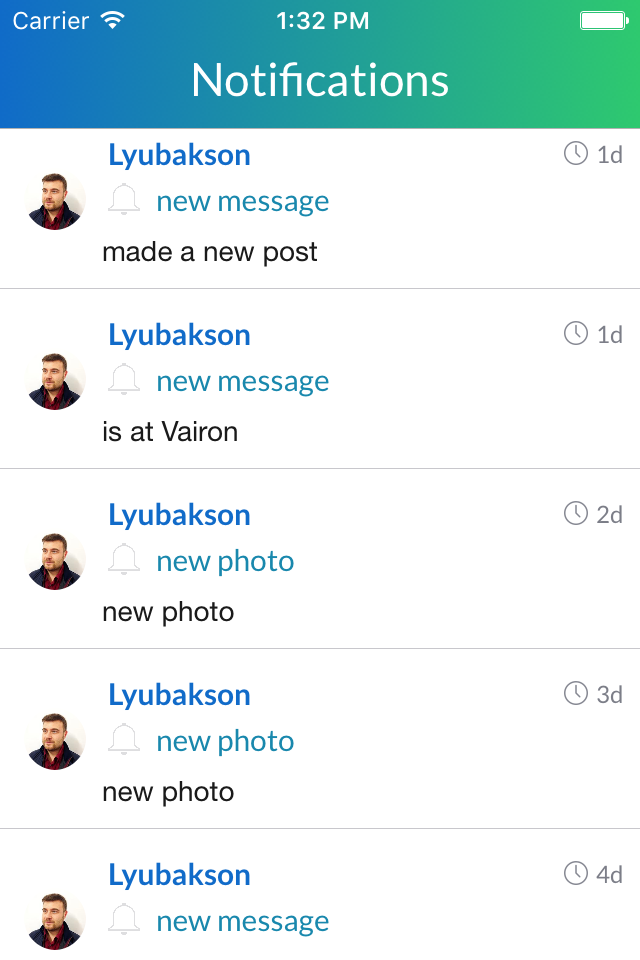 Carrier 1:32 PM
Notifications
Lyubakson 1d
new message
made a new post
Lyubakson 1d
new message
is at Vairon
Lyubakson 2d
new photo
new photo
Lyubakson 3d
new photo
new photo
Lyubakson 4d
new message